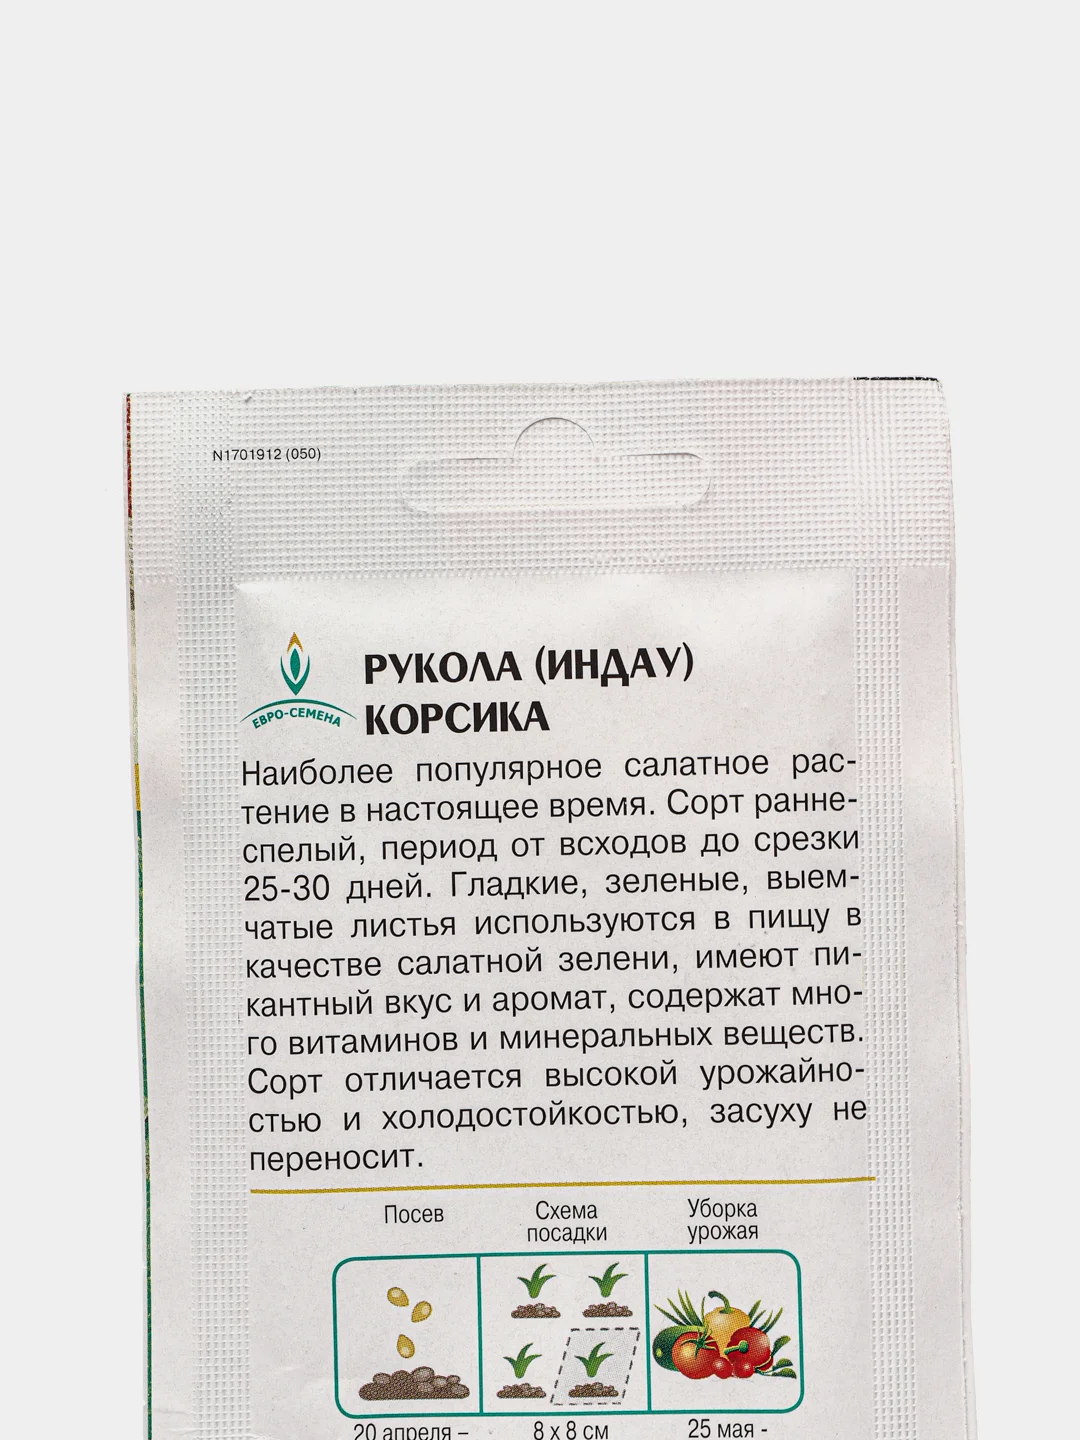 N1701912 (050)
ЕВРО-СЕМЕНА
РУКОЛА (ИНДАУ)
КОРСИКА
Наиболее популярное салатное рас-
тение в настоящее время. Сорт ранне-
спелый, период от всходов до срезки
25-30 дней. Гладкие, зеленые, выем-
чатые листья используются в пищу в
качестве салатной зелени, имеют пи-
кантный вкус и аромат, содержат мно-
го витаминов и минеральных веществ.
Сорт отличается высокой урожайно-
стью и холодостойкостью, засуху не
переносит.
Посев
Схема
посадки
Уборка
урожая
20 апреля –
8 x 8 см
25 мая -